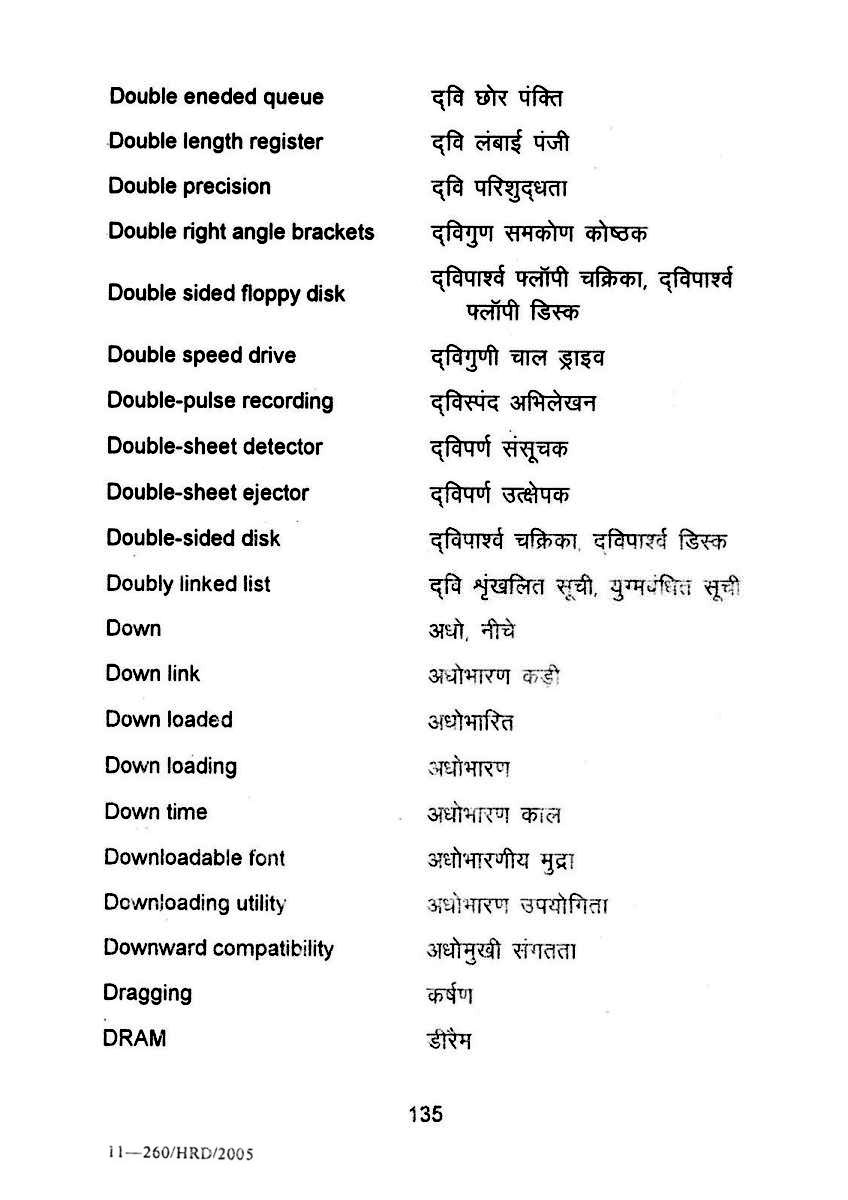 Double eneded queue द्वि छोर पंक्ति
Double length register द्वि लंबाई पंजी
Double precision द्वि परिशुद्धता
Double right angle brackets द्विगुण समकोण कोष्ठक
Double sided floppy disk द्विपार्श्व फ्लॉपी चक्रिका, द्विपार्श्व
फ्लॉपी डिस्क
Double speed drive द्विगुणी चाल ड्राइव
Double-pulse recording द्विस्पंद अभिलेखन
Double-sheet detector द्विपर्ण संसूचक
Double-sheet ejector द्विपर्ण उत्क्षेपक
Double-sided disk द्विपार्श्व चक्रिका, द्विपार्श्व डिस्क
Doubly linked list द्वि शृंखलित सूची, युग्मबंधित सूची
Down अधो, नीचे
Down link अधोभारण कड़ी
Down loaded अधोभारित
Down loading अधोभारण
Down time अधोभारण काल
Downloadable font अधोभारणीय मुद्रा
Downloading utility अधोभारण उपयोगिता
Downward compatibility अधोमुखी संगतता
Dragging कर्षण
DRAM डीरैम
135
11—260/HRD/2005